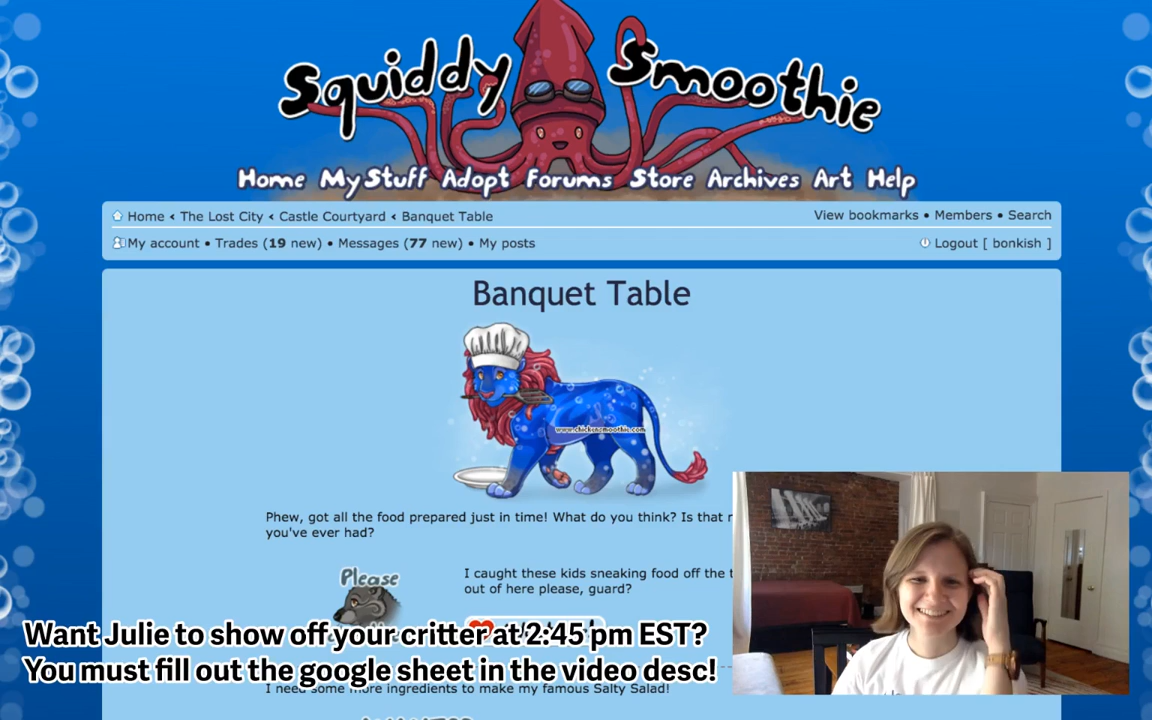 Squiddy Smoothie
Home My Stuff Adopt Forums Store Archives Art Help
Home < The Lost City < Castle Courtyard < Banquet Table
View bookmarks • Members • Search
My account • Trades (19 new) • Messages (77 new) • My posts
Logout [ bonkish ]
Banquet Table
www.chickensmoothie.com
Phew, got all the food prepared just in time! What do you think? Is that
you've ever had?
Please
I caught these kids sneaking food off the
out of here please, guard?
Want Julie to show off your critter at 2:45 pm EST?
You must fill out the google sheet in the video desc!
I need some more ingredients to make my famous Salty Salad!